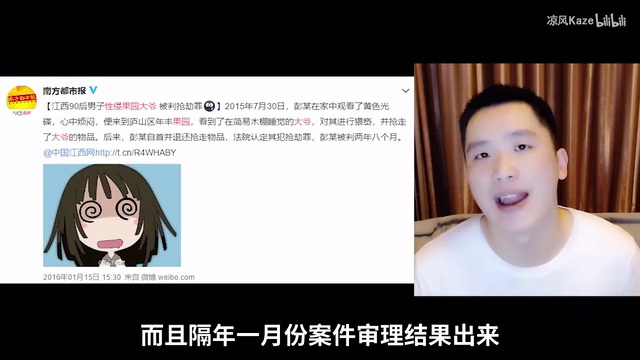 凉风Kaze bilibili
南方都市报
【江西90后男子性侵果园大爷 被判抢劫罪】2015年7月30日，彭某在家中观看了黄色光
碟，心中烦闷，便来到庐山区年丰果园，看到了在简易木棚睡觉的大爷，对其进行猥亵，并抢走
了大爷的物品。后来，彭某自首并退还抢走物品，法院认定其犯抢劫罪，彭某被判两年八个月。
@中国江西网http://t.cn/R4WHABY
2016年01月15日 15:30 来自 微博 weibo.com
而且隔年一月份案件审理结果出来